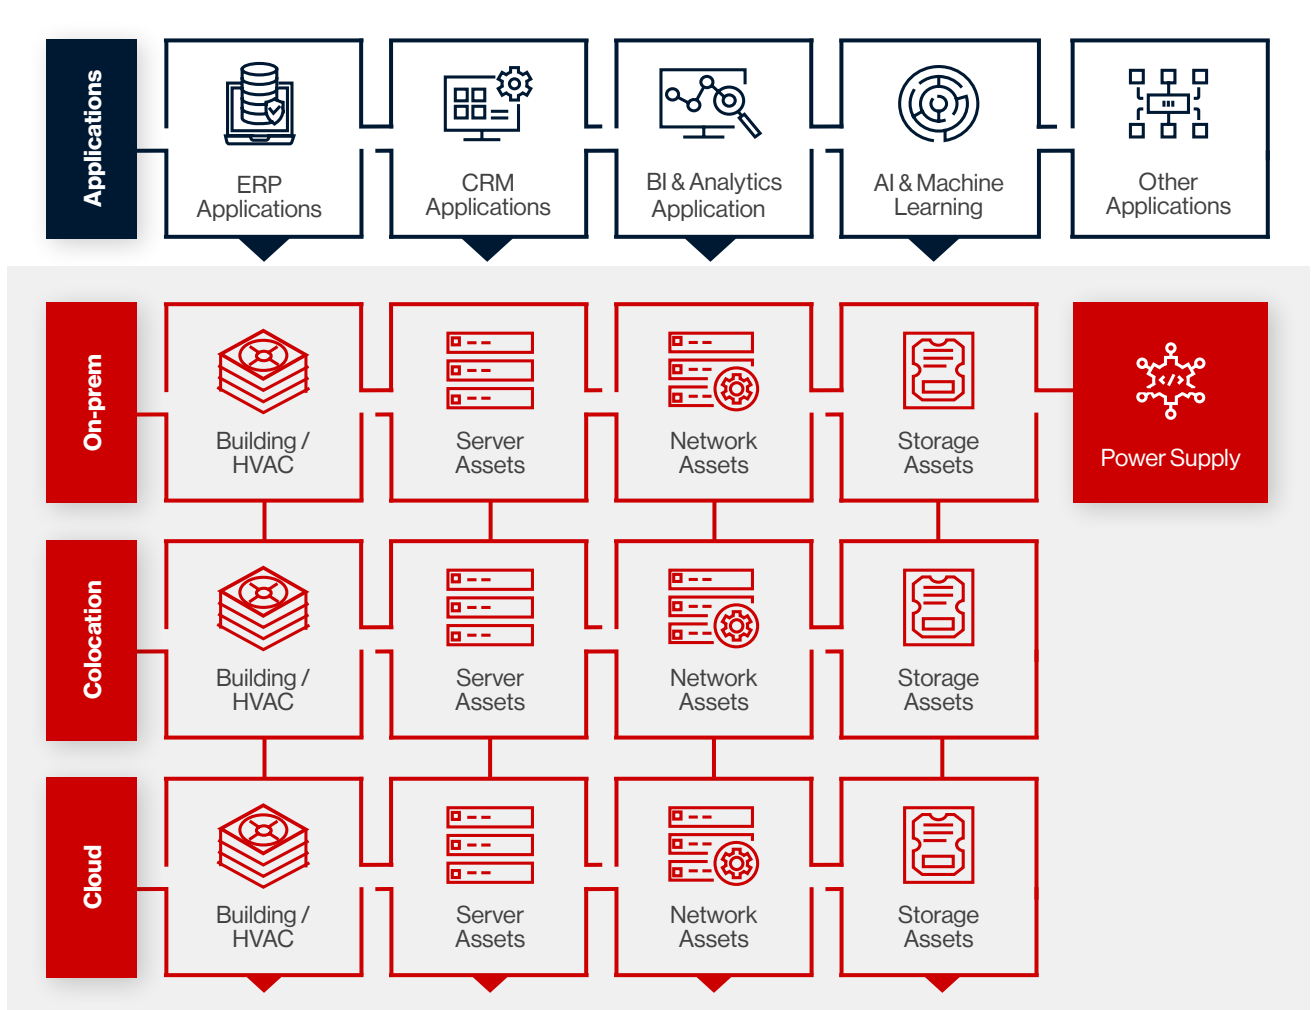 Applications
ERP
Applications
CRM
Applications
BI & Analytics
Application
AI & Machine
Learning
Other
Applications
On-prem
Building /
HVAC
Server
Assets
Network
Assets
Storage
Assets
Power Supply
Colocation
Building /
HVAC
Server
Assets
Network
Assets
Storage
Assets
Cloud
Building /
HVAC
Server
Assets
Network
Assets
Storage
Assets